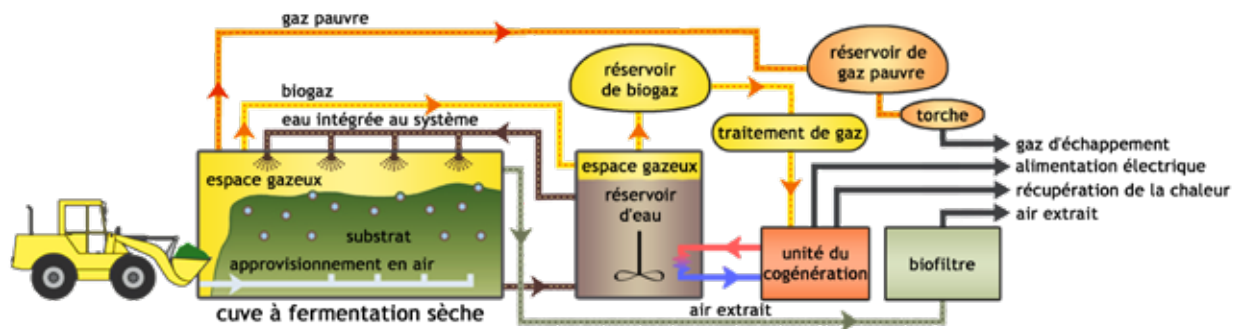 gaz pauvre
réservoir de
gaz pauvre
réservoir
de biogaz
biogaz
eau intégrée au système
torche
traitement de gaz
gaz d'échappement
alimentation électrique
récupération de la chaleur
air extrait
espace gazeux
espace gazeux
réservoir
d'eau
substrat
unité du
cogénération
biofiltre
approvisionnement en air
air extrait
cuve à fermentation sèche